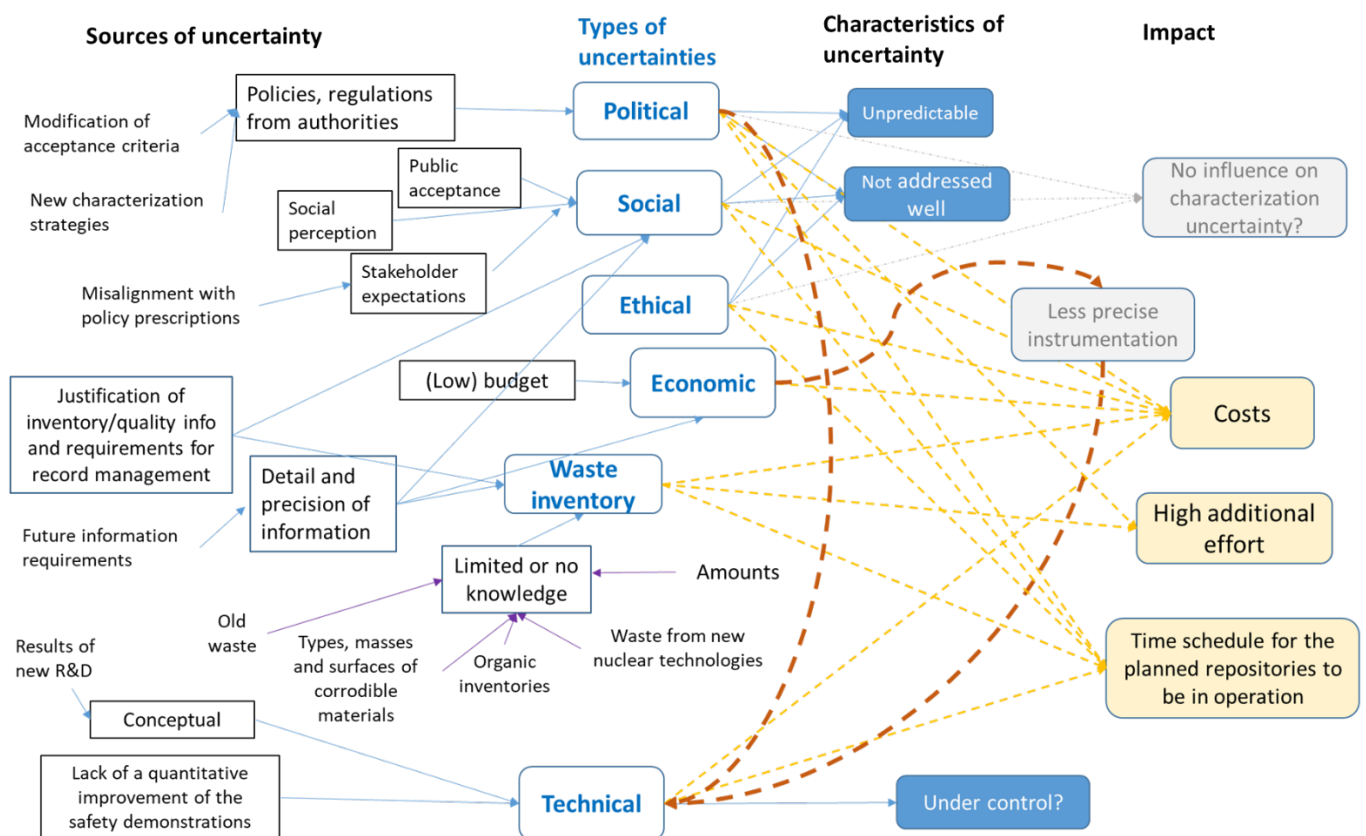 Sources of uncertainty
Types of
uncertainties
Characteristics of
uncertainty
Impact
Modification of
acceptance criteria
New characterization
strategies
Policies, regulations
from authorities
Public
acceptance
Social
perception
Stakeholder
expectations
Misalignment with
policy prescriptions
(Low) budget
Justification of
inventory/quality info
and requirements for
record management
Detail and
precision of
information
Future information
requirements
Limited or no
knowledge
Amounts
Old
waste
Types, masses
and surfaces of
corrodible
materials
Organic
inventories
Waste from new
nuclear technologies
Results of
new R&D
Conceptual
Lack of a quantitative
improvement of the
safety demonstrations
Political
Social
Ethical
Economic
Waste
inventory
Technical
Unpredictable
Not addressed
well
Under control?
No influence on
characterization
uncertainty?
Less precise
instrumentation
Costs
High additional
effort
Time schedule for the
planned repositories to
be in operation